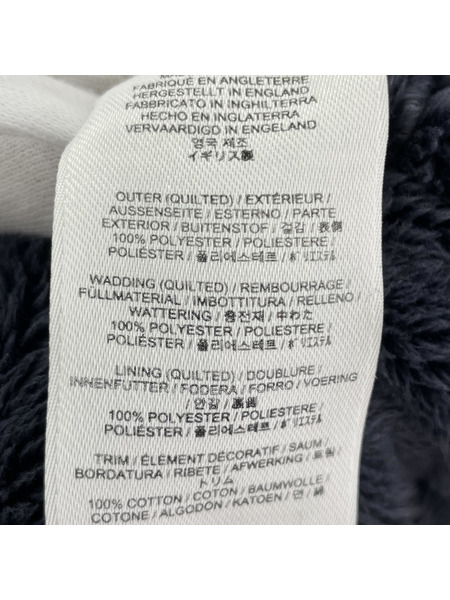 FABRIQUÉ EN ANGLETERRE
HERGESTELLT IN ENGLAND
FABBRICATO IN INGHILTERRA
HECHO EN INGLATERRA
VERVAARDIGD IN ENGELAND
영국 제조
イギリス製
OUTER (QUILTED) / EXTÉRIEUR /
AUSSENSEITE / ESTERNO / PARTE
EXTERIOR / BUITENSTOF / 겉감 / 表側
100% POLYESTER / POLIESTERE /
POLIÉSTER / 폴리에스테르 / ﾎﾟﾘｴｽﾃﾙ
WADDING (QUILTED) / REMBOURRAGE /
FÜLLMATERIAL / IMBOTTITURA / RELLENO /
WATTERING / 충전재 / 中わた
100% POLYESTER / POLIESTERE /
POLIÉSTER / 폴리에스테르 / ﾎﾟﾘｴｽﾃﾙ
LINING (QUILTED) / DOUBLURE /
INNENFUTTER / FODERA / FORRO / VOERING
/ 안감 / 裏側
100% POLYESTER / POLIESTERE /
POLIÉSTER / 폴리에스테르 / ﾎﾟﾘｴｽﾃﾙ
TRIM / ÉLEMENT DÉCORATIF / SAUM /
BORDATURA / RIBETE / AFWERKING / 트림 /
トリム
100% COTTON / COTON / BAUMWOLLE /
COTONE / ALGODON / KATOEN / 면 / 綿